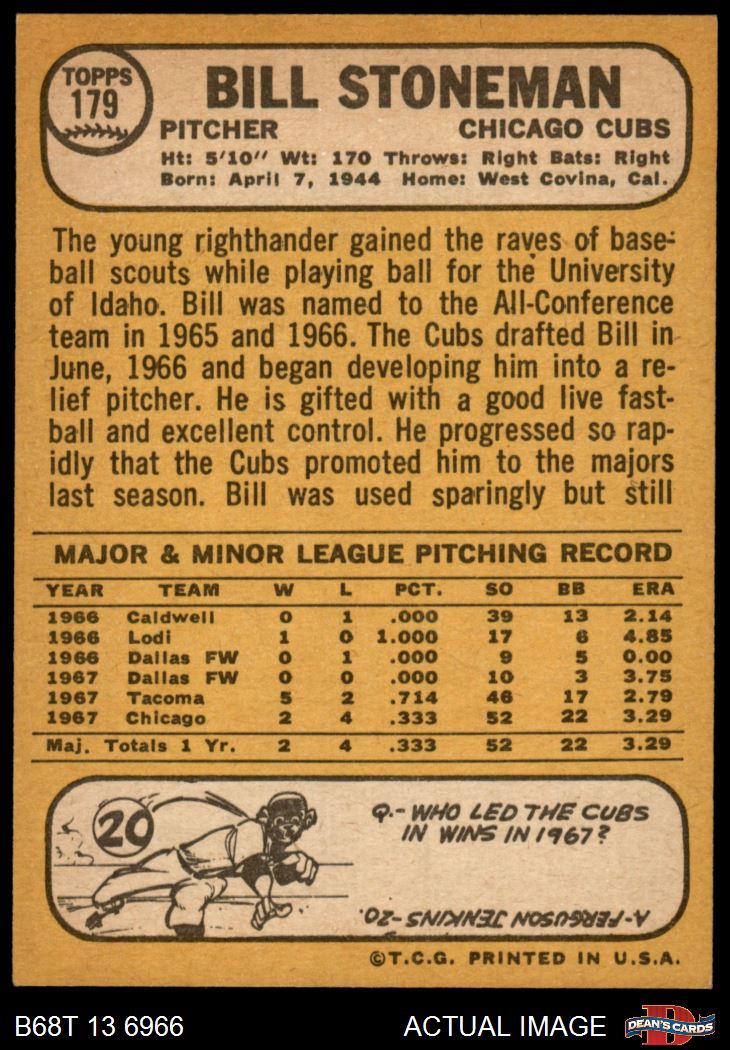 TOPPS
179
BILL STONEMAN
PITCHER CHICAGO CUBS
Ht: 5'10" Wt: 170 Throws: Right Bats: Right
Born: April 7, 1944 Home: West Covina, Cal.
The young righthander gained the raves of base-
ball scouts while playing ball for the University
of Idaho. Bill was named to the All-Conference
team in 1965 and 1966. The Cubs drafted Bill in
June, 1966 and began developing him into a re-
lief pitcher. He is gifted with a good live fast-
ball and excellent control. He progressed so rap-
idly that the Cubs promoted him to the majors
last season. Bill was used sparingly but still
MAJOR & MINOR LEAGUE PITCHING RECORD
YEAR TEAM W L PCT. SO BB ERA
1966 Caldwell 0 1 .000 39 13 2.14
1966 Lodi 1 0 1.000 17 6 4.85
1966 Dallas FW 0 1 .000 9 5 0.00
1967 Dallas FW 0 0 .000 10 3 3.75
1967 Tacoma 5 2 .714 46 17 2.79
1967 Chicago 2 4 .333 52 22 3.29
Maj. Totals 1 Yr. 2 4 .333 52 22 3.29
20
Q.- WHO LED THE CUBS
IN WINS IN 1967?
A-FERGUSON JENKINS-20.
©T.C.G. PRINTED IN U.S.A.
B68T 13 6966 ACTUAL IMAGE
D
DEAN'S CARDS